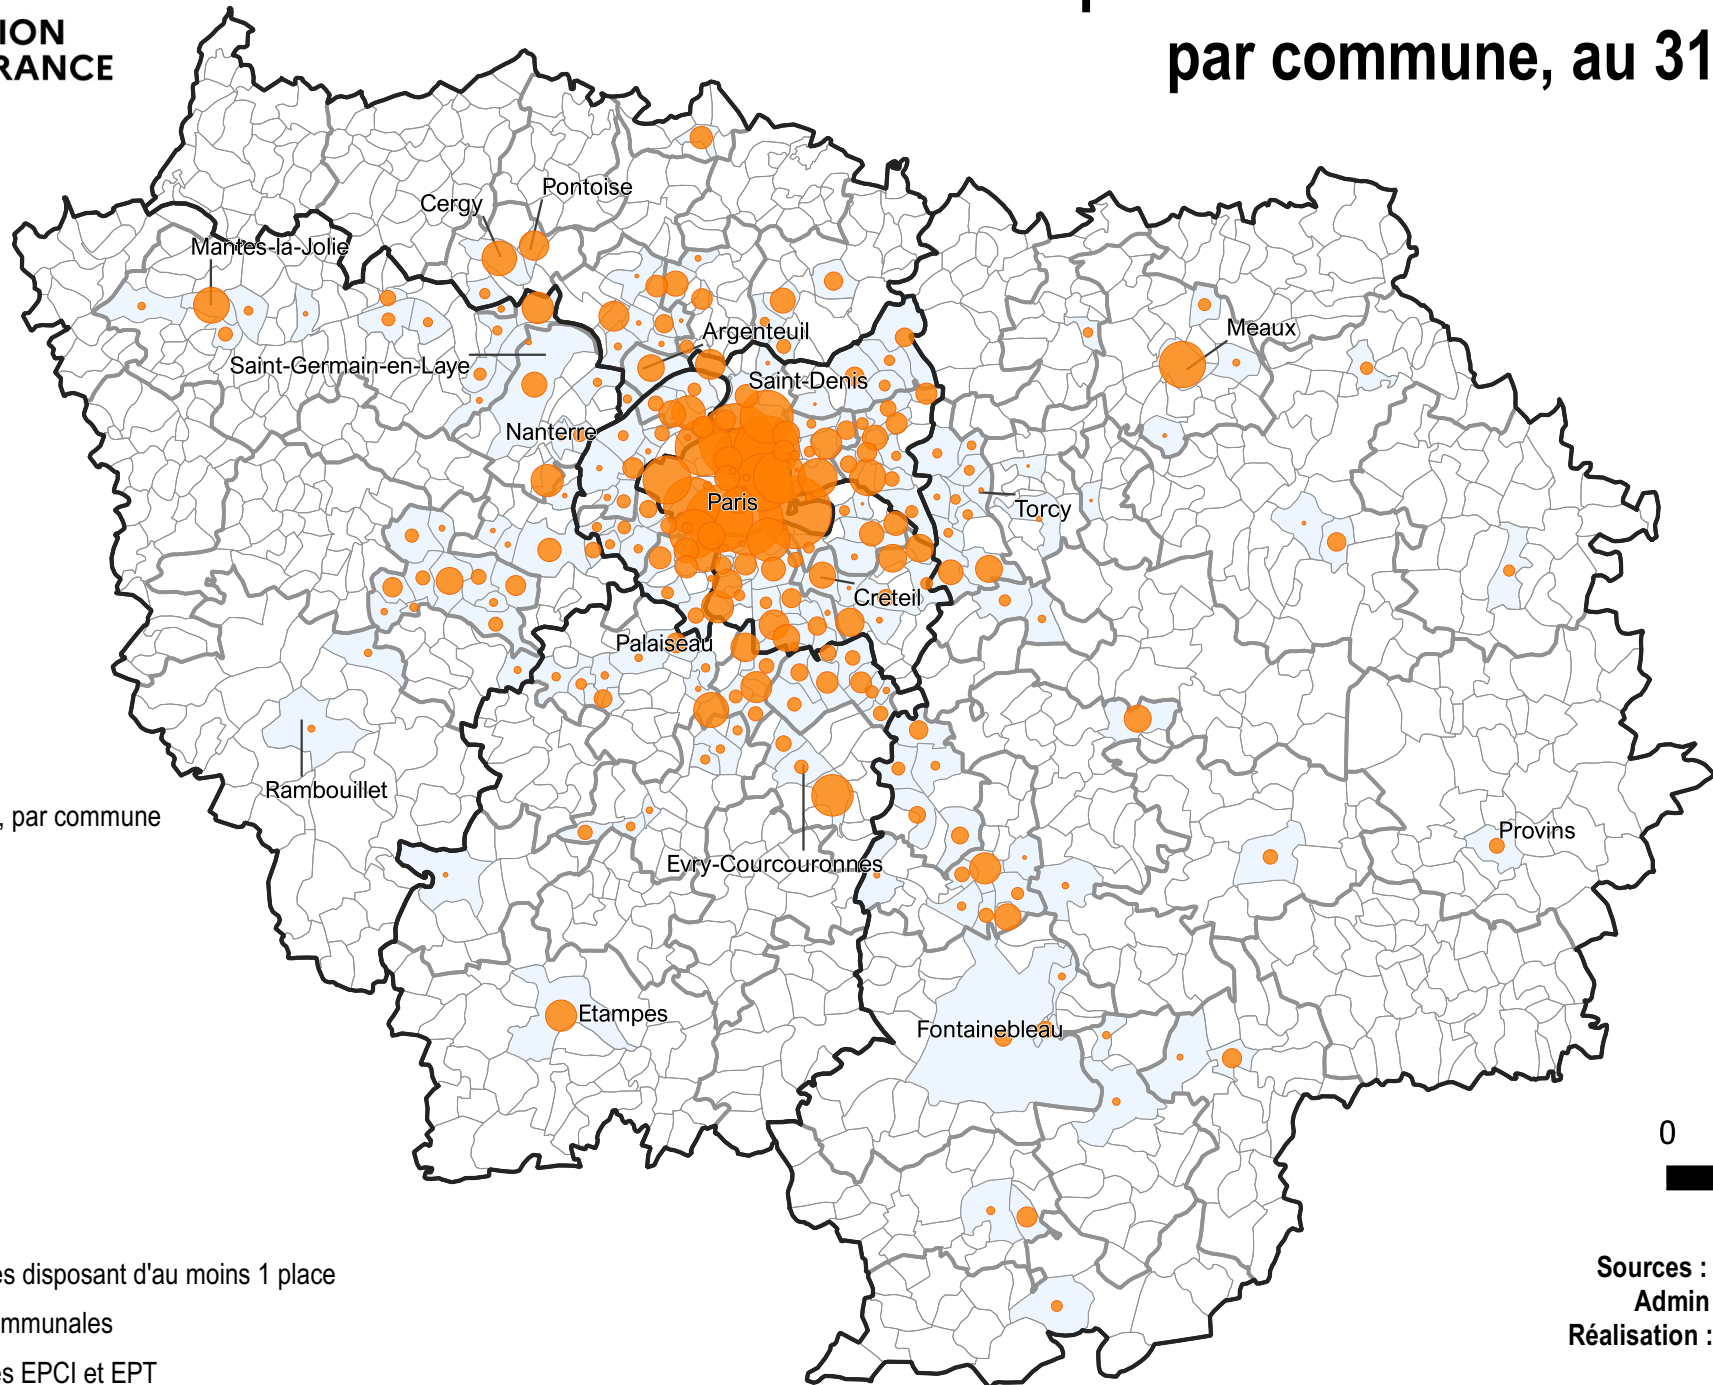 ION
RANCE
par commune, au 31
Pontoise
Cergy
Mantes-la-Jolie
Argenteuil
Meaux
Saint-Germain-en-Laye
Saint-Denis
Nanterre
Paris
Torcy
Creteil
Palaiseau
Rambouillet
, par commune
Provins
Evry-Courcouronnes
Etampes
Fontainebleau
0
es disposant d'au moins 1 place
mmunales
es EPCI et EPT
Sources :
Admin
Réalisation :